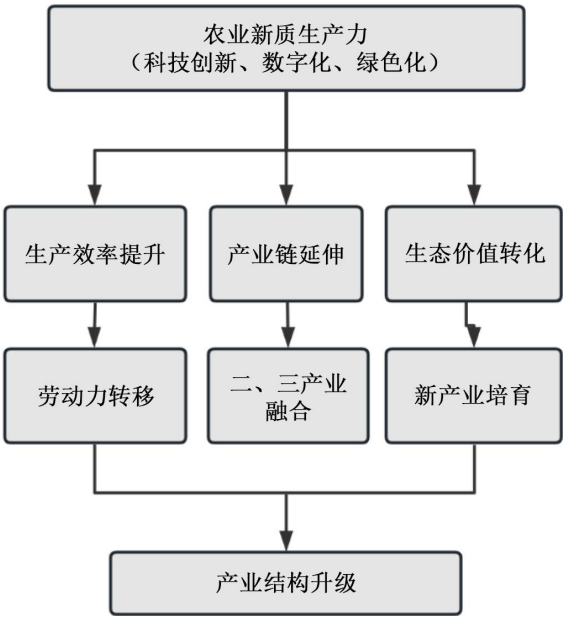 农业新质生产力
（科技创新、数字化、绿色化）
生产效率提升
产业链延伸
生态价值转化
劳动力转移
二、三产业
融合
新产业培育
产业结构升级